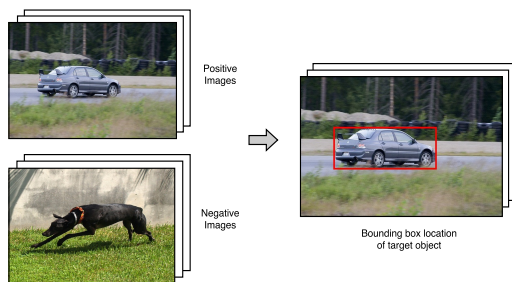 Positive
Images
Negative
Images
Bounding box location
of target object